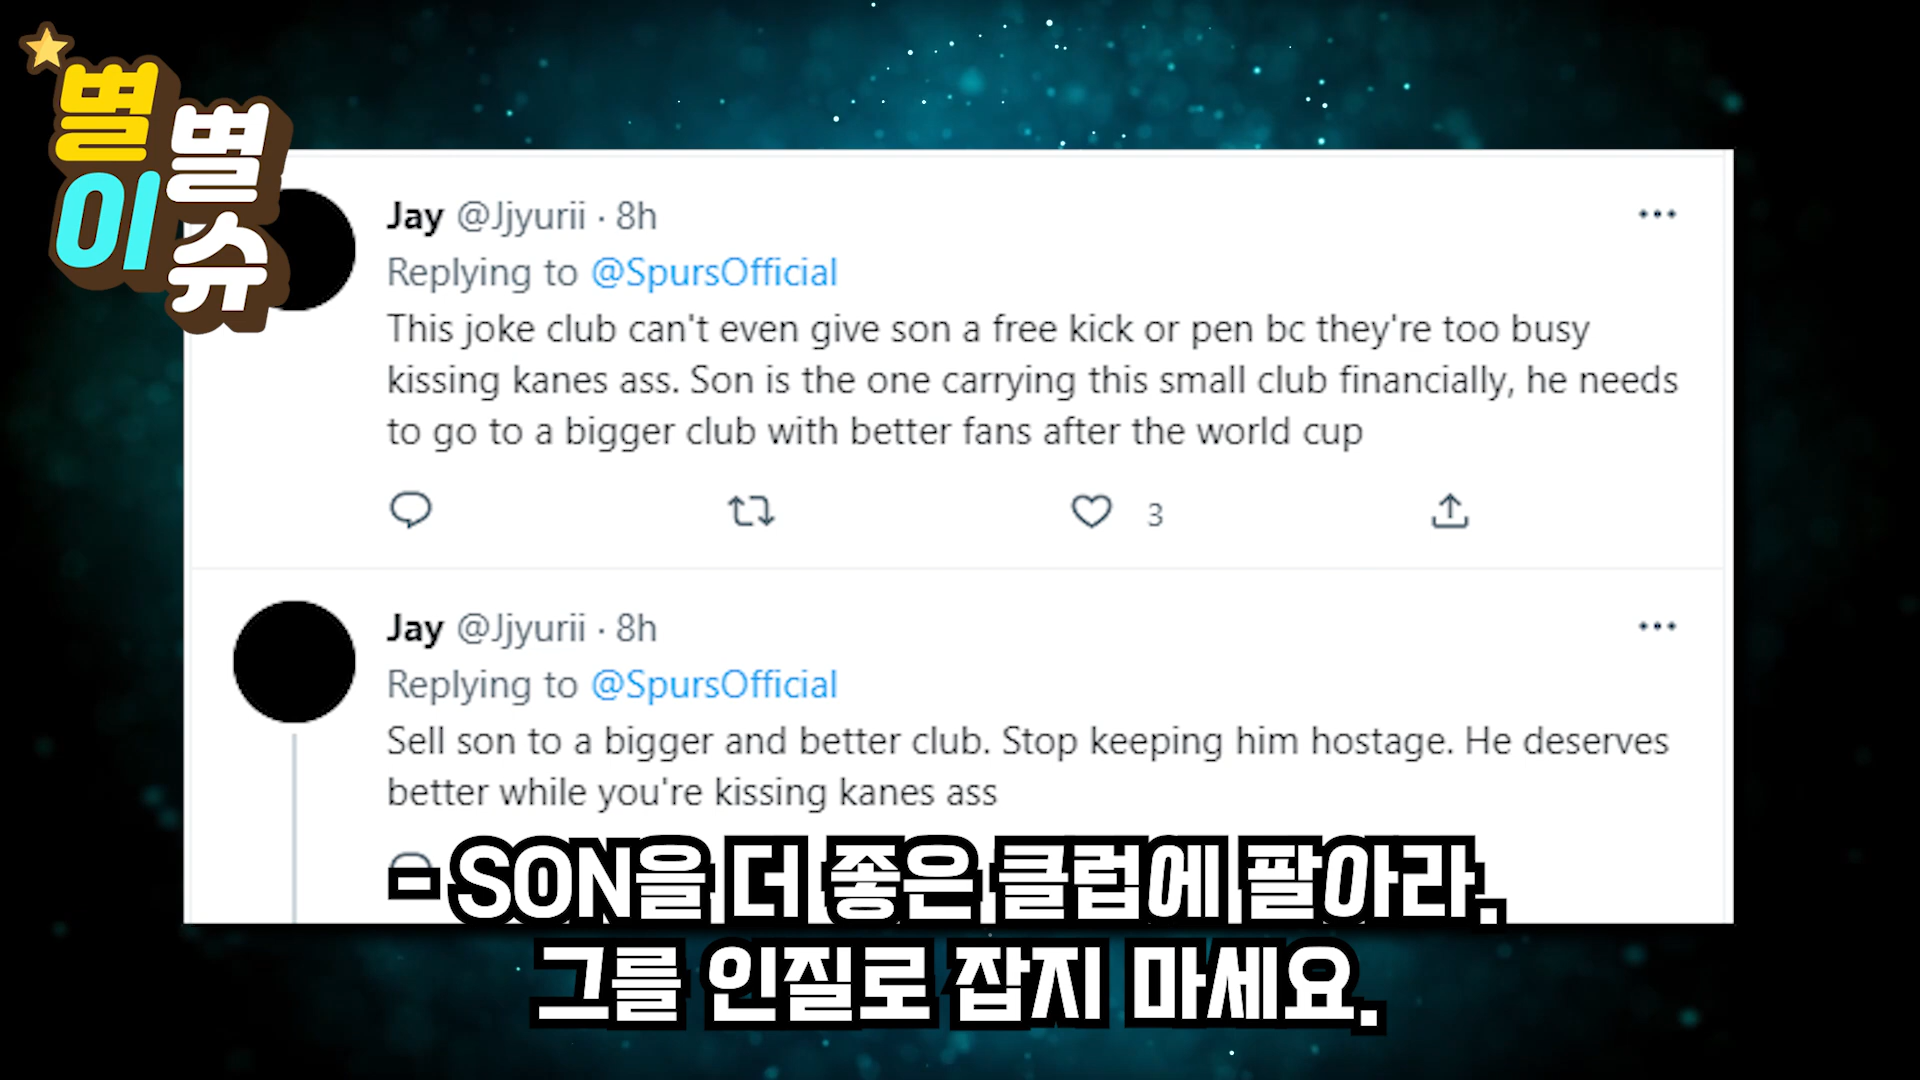 별별
이슈
Jay @Jjyurii · 8h
Replying to @SpursOfficial
This joke club can't even give son a free kick or pen bc they're too busy
kissing kanes ass. Son is the one carrying this small club financially, he needs
to go to a bigger club with better fans after the world cup
3
Jay @Jjyurii · 8h
Replying to @SpursOfficial
Sell son to a bigger and better club. Stop keeping him hostage. He deserves
better while you're kissing kanes ass
- SON을 더 좋은 클럽에 팔아라.
그를 인질로 잡지 마세요.